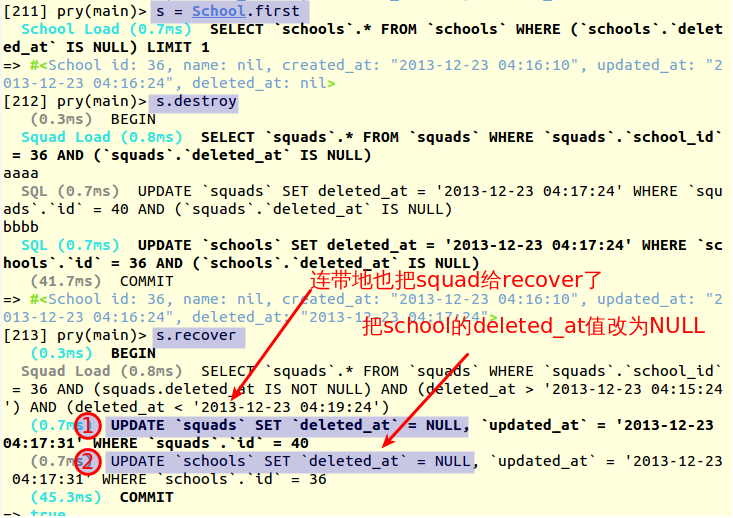 [211] pry(main)> s = School.first
School Load (0.7ms)  SELECT `schools`.* FROM `schools` WHERE (`schools`.`delet
ed_at` IS NULL) LIMIT 1
=> #<School id: 36, name: nil, created_at: "2013-12-23 04:16:10", updated_at: "2
013-12-23 04:16:24", deleted_at: nil>
[212] pry(main)> s.destroy
(0.3ms)  BEGIN
Squad Load (0.8ms)  SELECT `squads`.* FROM `squads` WHERE `squads`.`school_id`
= 36 AND (`squads`.`deleted_at` IS NULL)
aaaa
SQL (0.7ms)  UPDATE `squads` SET deleted_at = '2013-12-23 04:17:24' WHERE `squ
ads`.`id` = 40 AND (`squads`.`deleted_at` IS NULL)
bbbb
SQL (0.7ms)  UPDATE `schools` SET deleted_at = '2013-12-23 04:17:24' WHERE `sc
hools`.`id` = 36 AND (`schools`.`deleted_at` IS NULL)
(41.7ms)  COMMIT
连带地也把squad给recover了
=> #<School id: 36, name: nil, created_at: "2013-12-23 04:16:10", updated_at: "2
013-12-23 04:16:24", deleted_at: "2013-12-23 04:17:24">
把school的deleted_at值改为NULL
[213] pry(main)> s.recover
(0.3ms)  BEGIN
Squad Load (0.8ms)  SELECT `squads`.* FROM `squads` WHERE `squads`.`school_id`
= 36 AND (squads.deleted_at IS NOT NULL) AND (deleted_at > '2013-12-23 04:15:24
') AND (deleted_at < '2013-12-23 04:19:24')
(0.7ms) 1 UPDATE `squads` SET `deleted_at` = NULL, `updated_at` = '2013-12-23
04:17:31' WHERE `squads`.`id` = 40
(0.7ms) 2 UPDATE `schools` SET `deleted_at` = NULL, `updated_at` = '2013-12-23
04:17:31' WHERE `schools`.`id` = 36
(45.3ms)  COMMIT
=> true